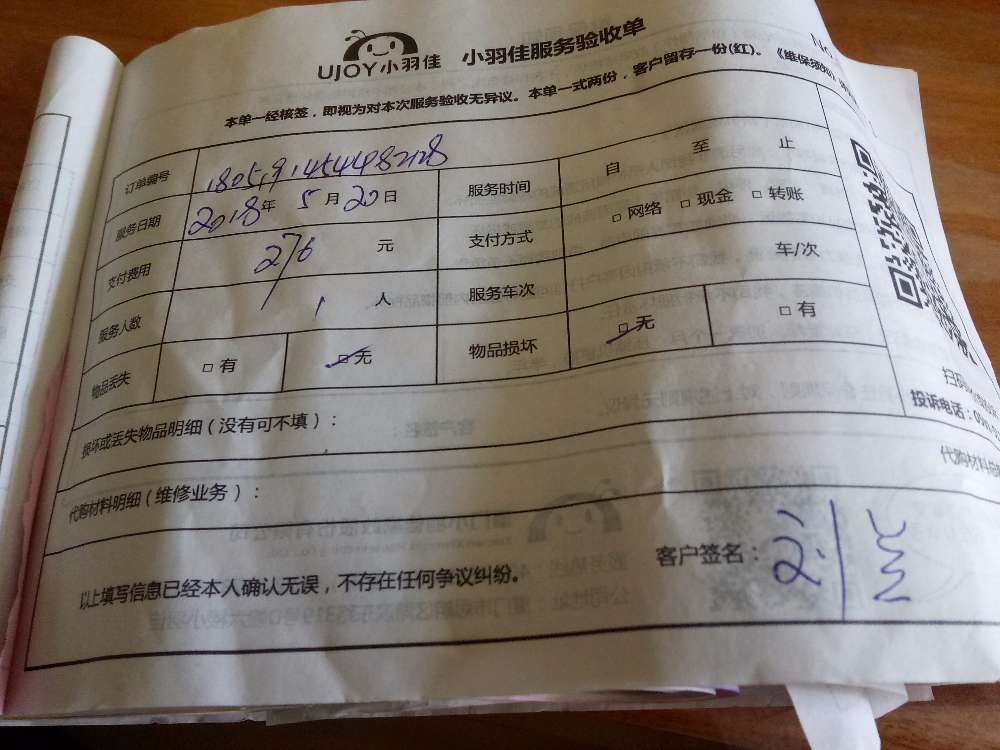 UJOY小羽佳 小羽佳服务验收单
本单一经核签，即视为对本次服务验收无异议。本单一式两份，客户留存一份(红)。《维保须知》
订单编号
服务日期 2018年 5月20日 服务时间 自 至 止
支付费用 276 元 支付方式 □网络 □现金 □转账
服务人数 1 人 服务车次 车/次
物品丢失 □有 □无 物品损坏 □无 □有
损坏或丢失物品明细（没有可不填）：
投诉电话：
代购材料明细（维修业务）：
以上填写信息已经本人确认无误，不存在任何争议纠纷。 客户签名：